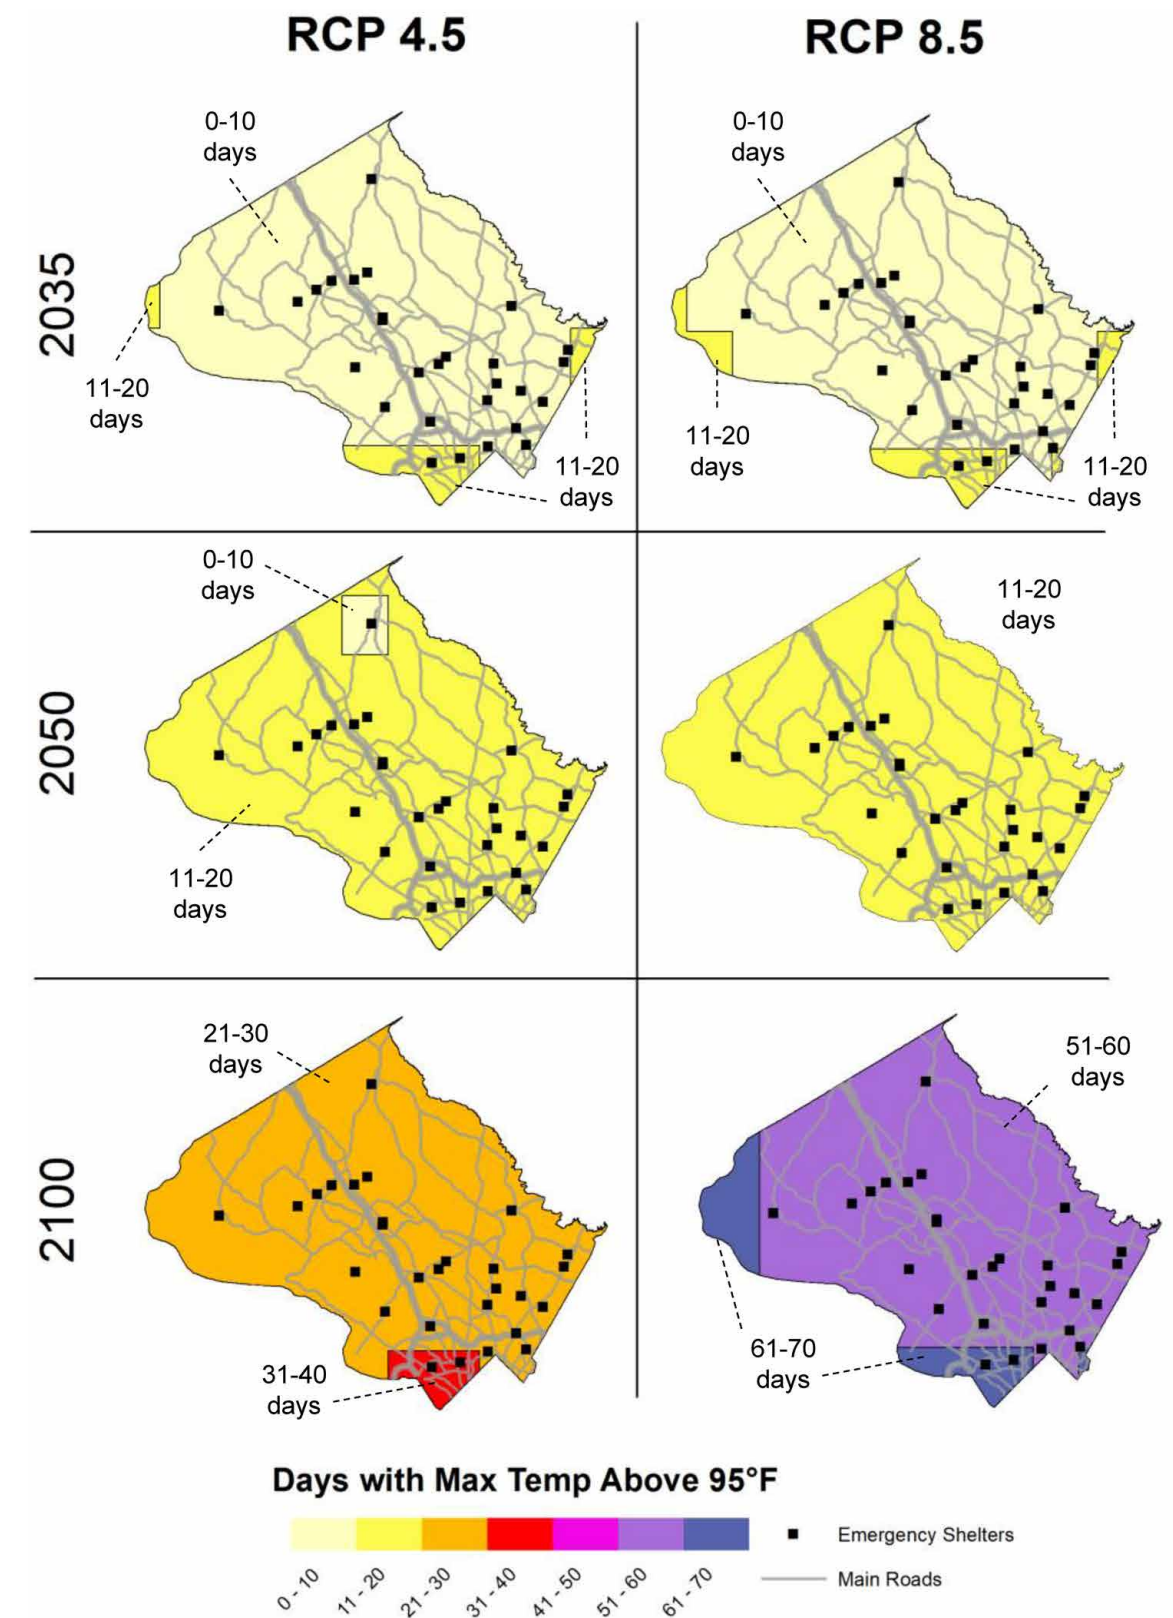 RCP 4.5
RCP 8.5
2035
0-10
days
11-20
days
11-20
days
0-10
days
11-20
days
11-20
days
2050
0-10
days
11-20
days
11-20
days
2100
21-30
days
31-40
days
51-60
days
61-70
days
Days with Max Temp Above 95°F
0 - 10
11 - 20
21 - 30
31 - 40
41 - 50
51 - 60
61 - 70
Emergency Shelters
Main Roads